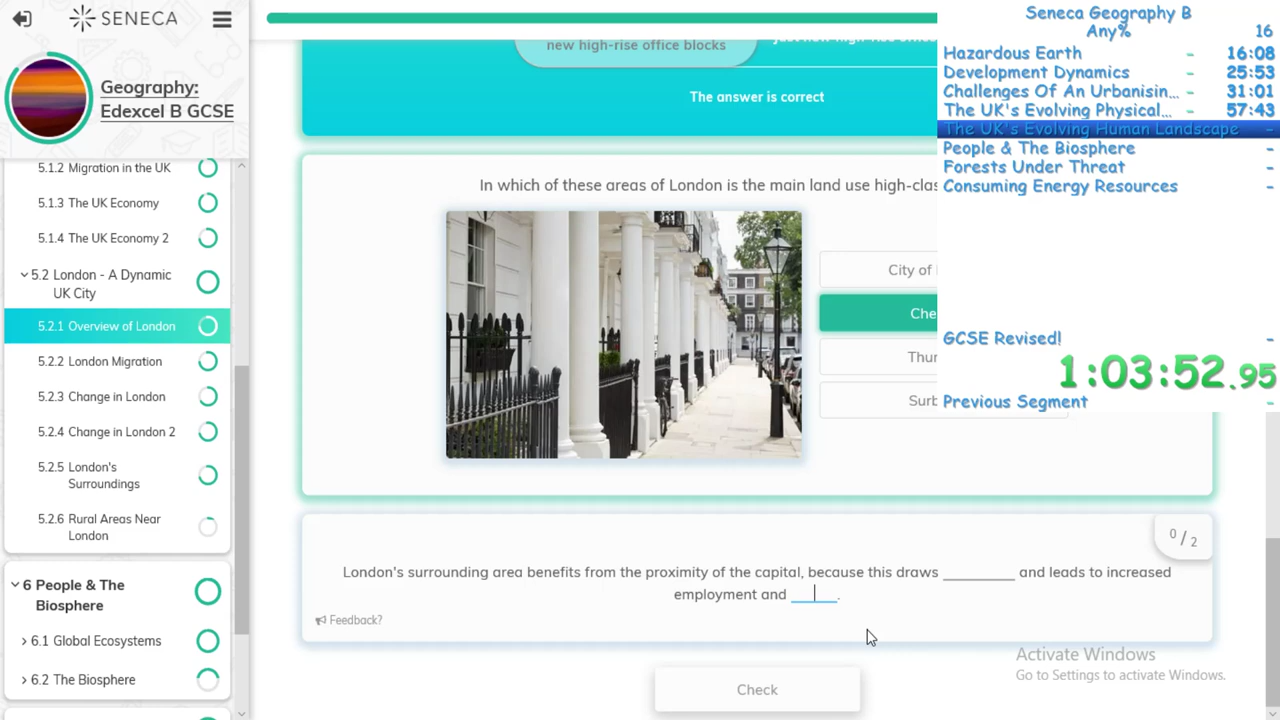 SENECA
Geography:
Edexcel B GCSE
5.1.2 Migration in the UK
5.1.3 The UK Economy
5.1.4 The UK Economy 2
5.2 London - A Dynamic
UK City
5.2.1 Overview of London
5.2.2 London Migration
5.2.3 Change in London
5.2.4 Change in London 2
5.2.5 London's
Surroundings
5.2.6 Rural Areas Near
London
6 People & The
Biosphere
6.1 Global Ecosystems
6.2 The Biosphere
new high-rise office blocks
The answer is correct
In which of these areas of London is the main land use high-clas
City of
Che
Thur
Surb
0 / 2
London's surrounding area benefits from the proximity of the capital, because this draws _________ and leads to increased
employment and ______.
Feedback?
Check
Activate Windows
Go to Settings to activate Windows.
Seneca Geography B
Any% 16
Hazardous Earth - 16:08
Development Dynamics - 25:53
Challenges Of An Urbanisin... - 31:01
The UK's Evolving Physical... - 57:43
The UK's Evolving Human Landscape -
People & The Biosphere -
Forests Under Threat -
Consuming Energy Resources -
GCSE Revised! -
1:03:52.95
Previous Segment -